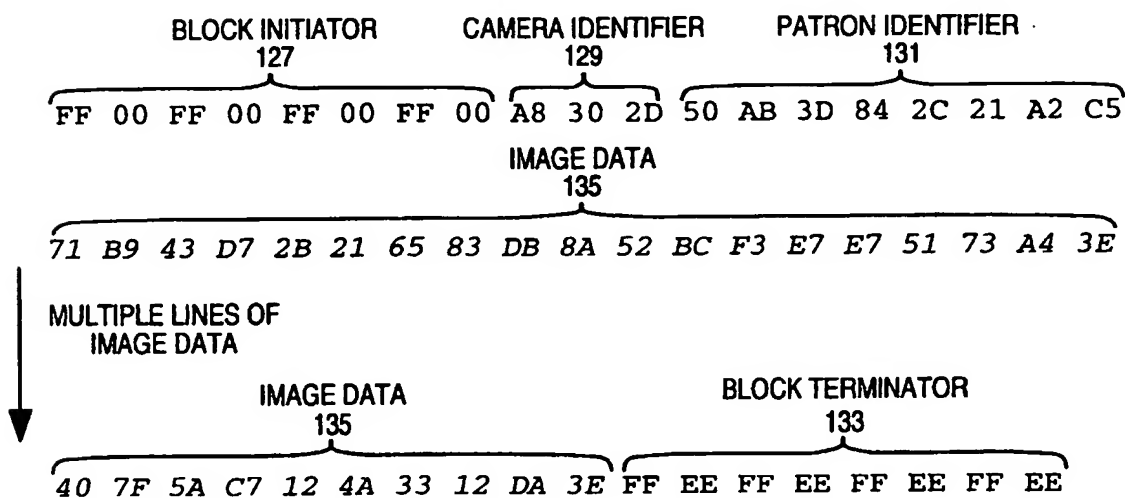 BLOCK INITIATOR CAMERA IDENTIFIER PATRON IDENTIFIER
127 129 131
FF 00 FF 00 FF 00 FF 00 A8 30 2D 50 AB 3D 84 2C 21 A2 C5
IMAGE DATA
135
71 B9 43 D7 2B 21 65 83 DB 8A 52 BC F3 E7 E7 51 73 A4 3E
MULTIPLE LINES OF
IMAGE DATA
IMAGE DATA BLOCK TERMINATOR
135 133
40 7F 5A C7 12 4A 33 12 DA 3E FF EE FF EE FF EE FF EE